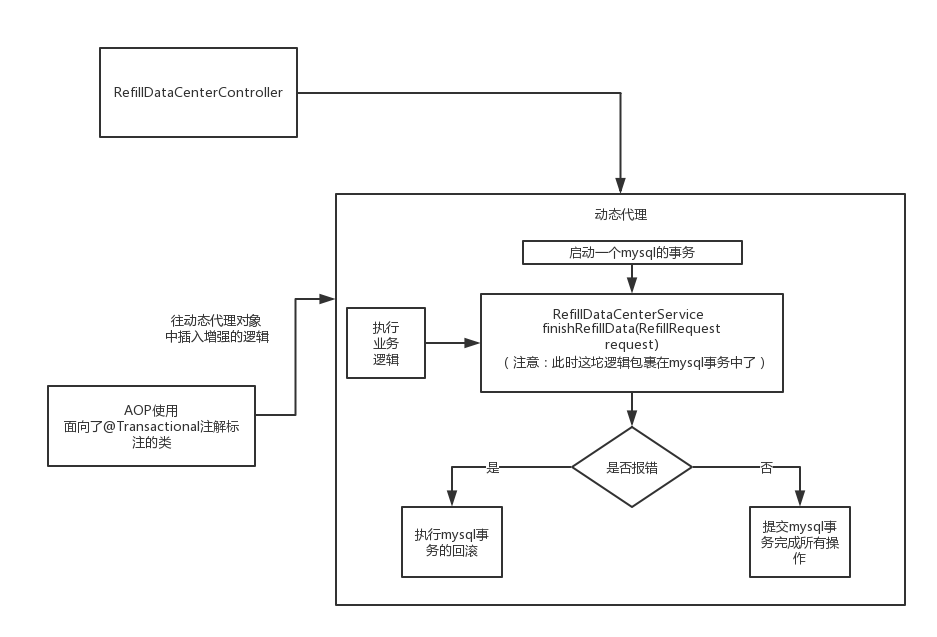 RefillDataCenterController
动态代理
启动一个mysql的事务
RefillDataCenterService
finishRefillData(RefillRequest
request)
（注意：此时这坨逻辑包裹在mysql事务中了）
执行
业务
逻辑
往动态代理对象
中插入增强的逻辑
AOP使用
面向了@Transactional注解标
注的类
是否报错
是
否
执行mysql事
务的回滚
提交mysql事
务完成所有操
作